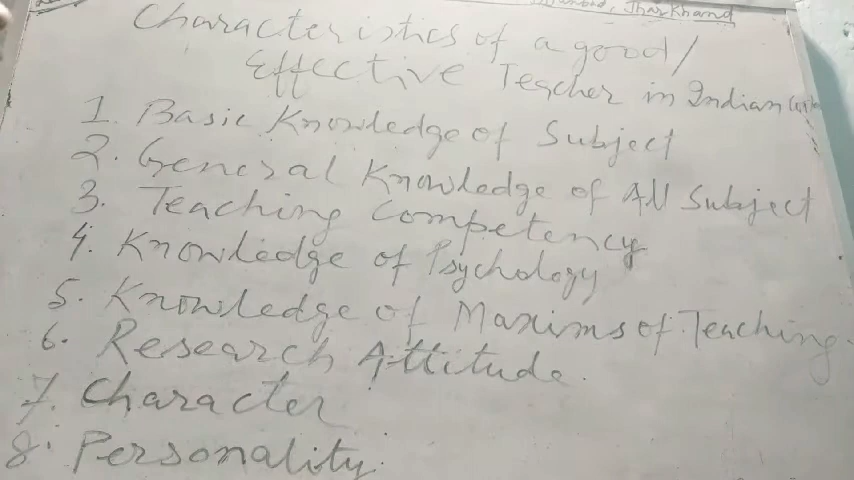 Jharkhand
Characteristics of a good/
Effective Teacher in Indian
1. Basic Knowledge of Subject
2. General Knowledge of All Subject
3. Teaching Competency
4. Knowledge of Psychology
5. Knowledge of Maxims of Teaching
6. Research Attitude.
7. Character
8. Personality.